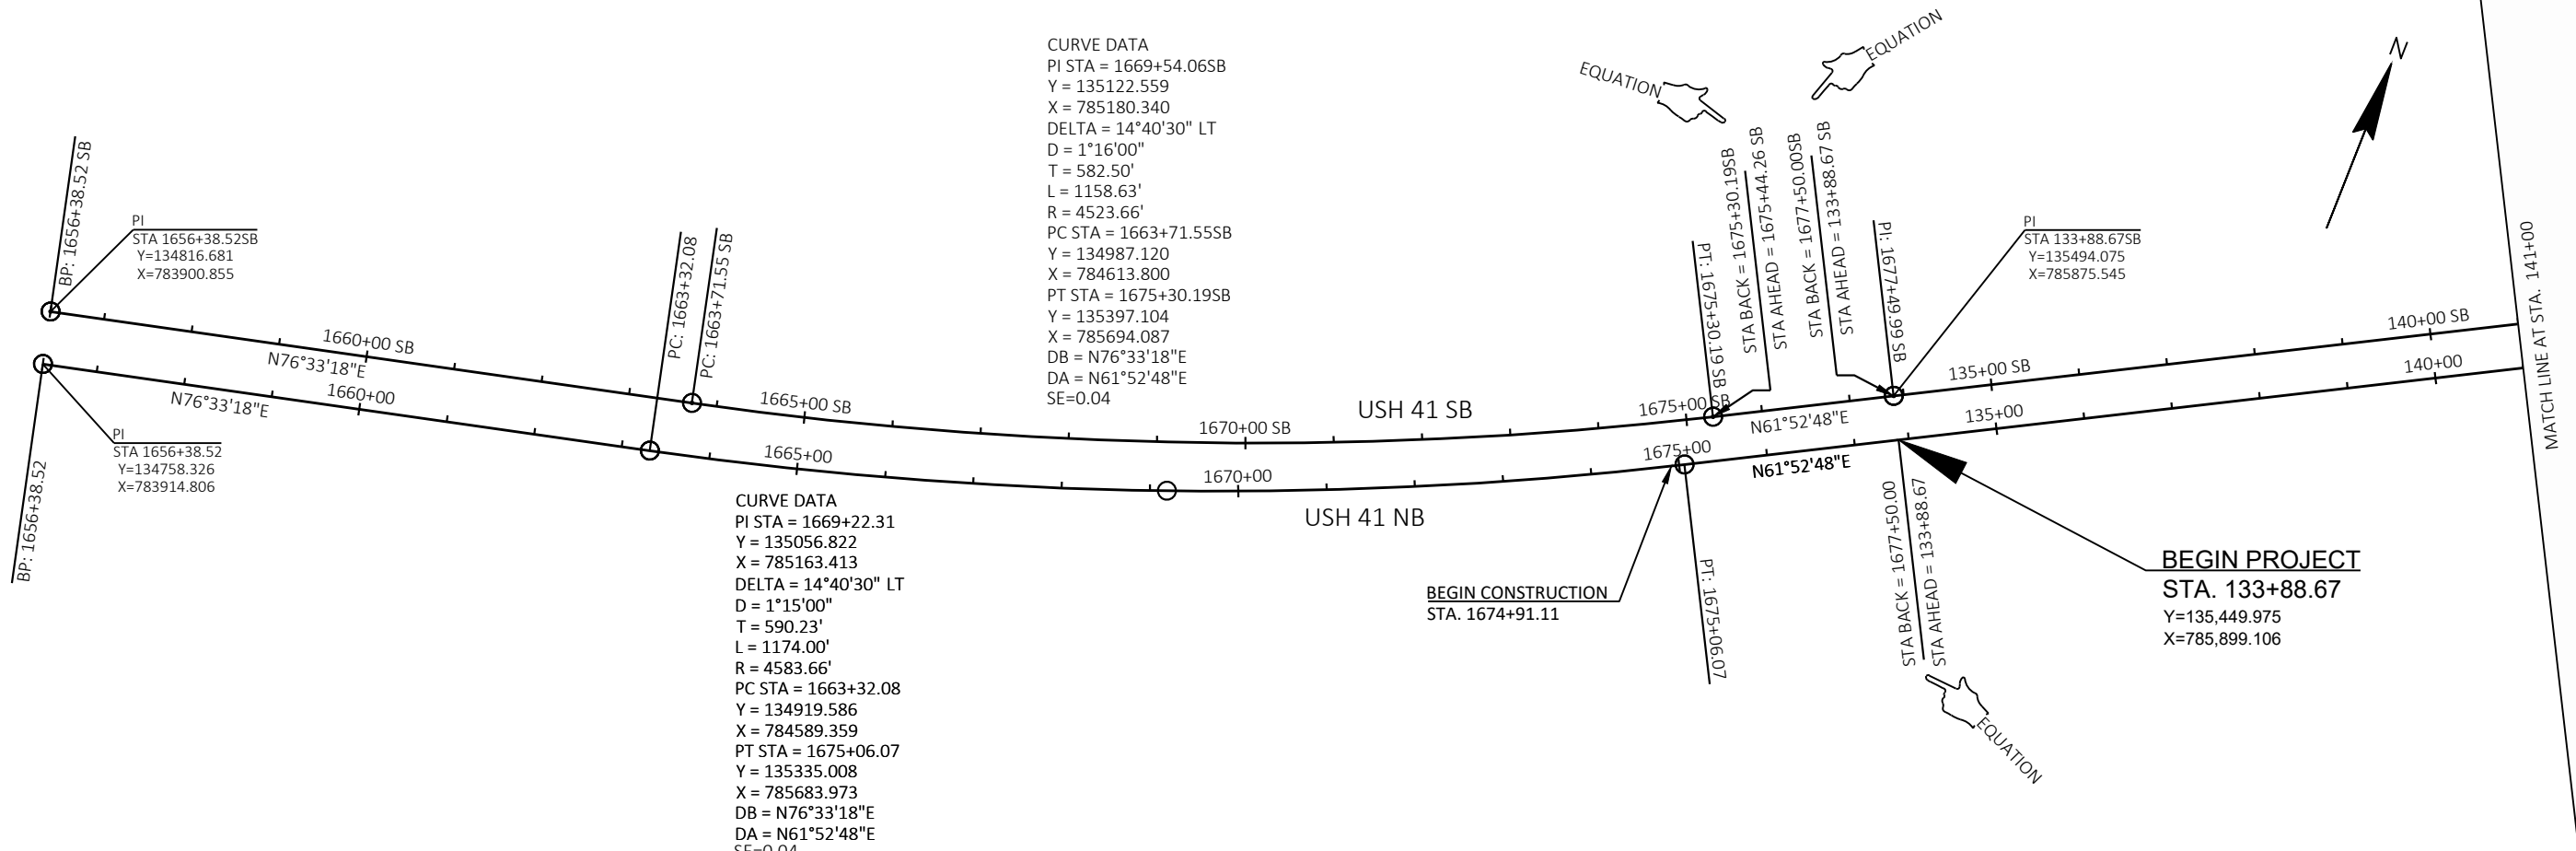 CURVE DATA
PI STA = 1669+54.06SB
Y = 135122.559
X = 785180.340
DELTA = 14°40'30" LT
D = 1°16'00"
T = 582.50'
L = 1158.63'
R = 4523.66'
PC STA = 1663+71.55SB
Y = 134987.120
X = 784613.800
PT STA = 1675+30.19SB
Y = 135397.104
X = 785694.087
DB = N76°33'18"E
DA = N61°52'48"E
SE=0.04
EQUATION
EQUATION
N
BP: 1656+38.52 SB
PI
STA 1656+38.52SB
Y=134816.681
X=783900.855
PC: 1663+32.08
PC: 1663+71.55 SB
PT: 1675+30.19 SB
STA BACK = 1675+30.19SB
STA AHEAD = 1675+44.26 SB
STA BACK = 1677+50.00SB
STA AHEAD = 133+88.67 SB
PI: 1677+49.99 SB
PI
STA 133+88.67SB
Y=135494.075
X=785875.545
MATCH LINE AT STA. 141+00
1660+00 SB
N76°33'18"E
1665+00 SB
1670+00 SB
USH 41 SB
1675+00 SB
N61°52'48"E
135+00 SB
140+00 SB
N76°33'18"E
1660+00
1665+00
1670+00
USH 41 NB
1675+00
N61°52'48"E
135+00
140+00
BP: 1656+38.52
PI
STA 1656+38.52
Y=134758.326
X=783914.806
CURVE DATA
PI STA = 1669+22.31
Y = 135056.822
X = 785163.413
DELTA = 14°40'30" LT
D = 1°15'00"
T = 590.23'
L = 1174.00'
R = 4583.66'
PC STA = 1663+32.08
Y = 134919.586
X = 784589.359
PT STA = 1675+06.07
Y = 135335.008
X = 785683.973
DB = N76°33'18"E
DA = N61°52'48"E
SE=0.04
BEGIN CONSTRUCTION
STA. 1674+91.11
PT: 1675+06.07
STA BACK = 1677+50.00
STA AHEAD = 133+88.67
EQUATION
BEGIN PROJECT
STA. 133+88.67
Y=135,449.975
X=785,899.106